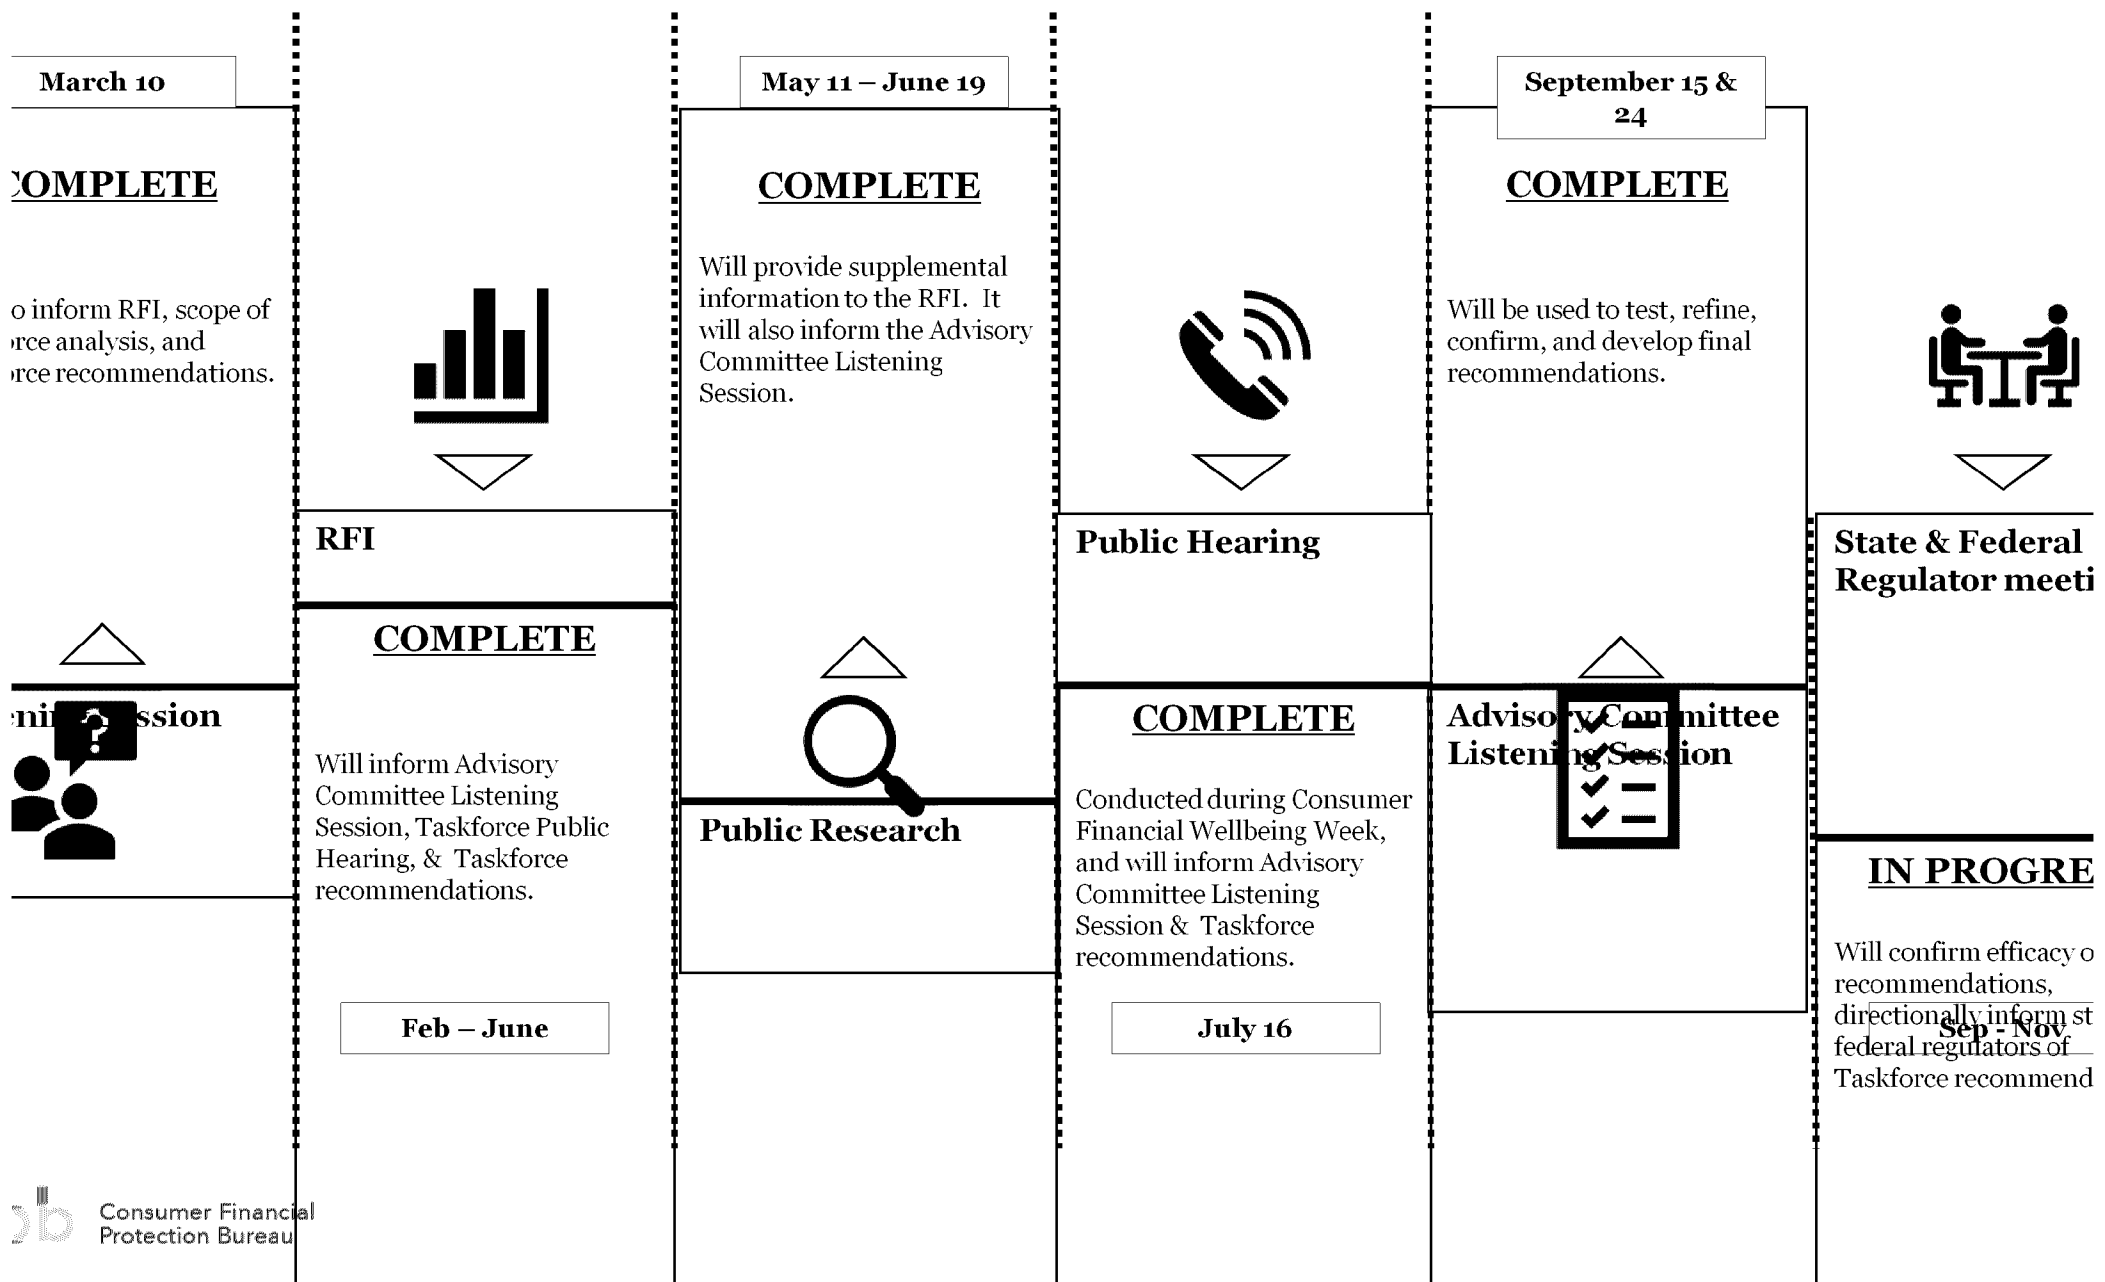 March 10
COMPLETE
o inform RFI, scope of
rce analysis, and
rce recommendations.
ssion
RFI
COMPLETE
Will inform Advisory
Committee Listening
Session, Taskforce Public
Hearing, & Taskforce
recommendations.
Feb – June
May 11 – June 19
COMPLETE
Will provide supplemental
information to the RFI. It
will also inform the Advisory
Committee Listening
Session.
Public Research
Public Hearing
COMPLETE
Conducted during Consumer
Financial Wellbeing Week,
and will inform Advisory
Committee Listening
Session & Taskforce
recommendations.
July 16
September 15 &
24
COMPLETE
Will be used to test, refine,
confirm, and develop final
recommendations.
Advisory Committee
Listening Session
State & Federal
Regulator meeti
IN PROGRE
Will confirm efficacy o
recommendations,
directionally inform st
federal regulators of
Taskforce recommend
Sep - Nov
Consumer Financial
Protection Bureau